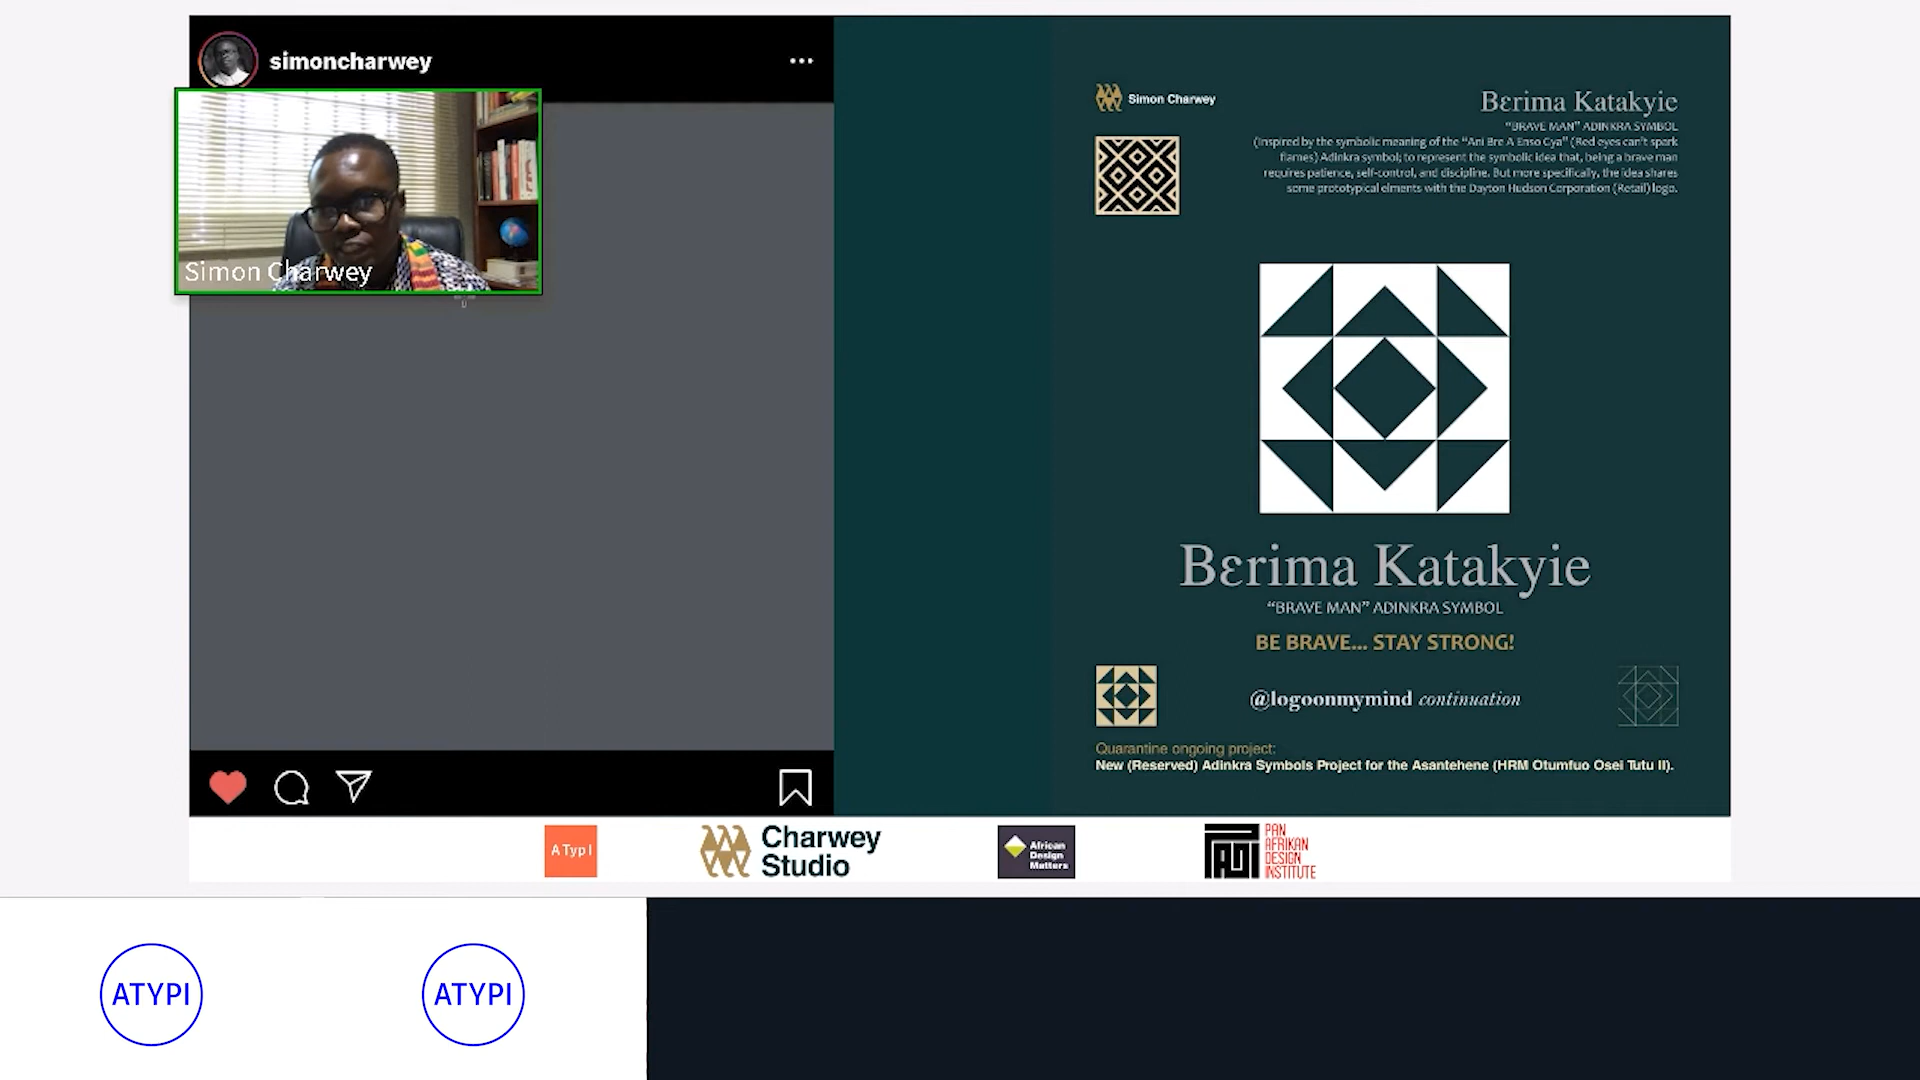 simoncharwey
Simon Charwey
Simon Charwey
Bɛrima Katakyie
“BRAVE MAN” ADINKRA SYMBOL
(Inspired by the symbolic meaning of the “Ani Bre A Enso Gya” (Red eyes can't spark
flames) Adinkra symbol; to represent the symbolic idea that, being a brave man
requires patience, self-control, and discipline. But more specifically, the idea shares
some prototypical elments with the Dayton Hudson Corporation (Retail) logo.
Bɛrima Katakyie
“BRAVE MAN” ADINKRA SYMBOL
BE BRAVE... STAY STRONG!
@logoonmymind continuation
Quarantine ongoing project:
New (Reserved) Adinkra Symbols Project for the Asantehene (HRM Otumfuo Osei Tutu II).
ATypI
Charwey
Studio
African
Design
Matters
PADI
PAN
AFRIKAN
DESIGN
INSTITUTE
ATYPI
ATYPI